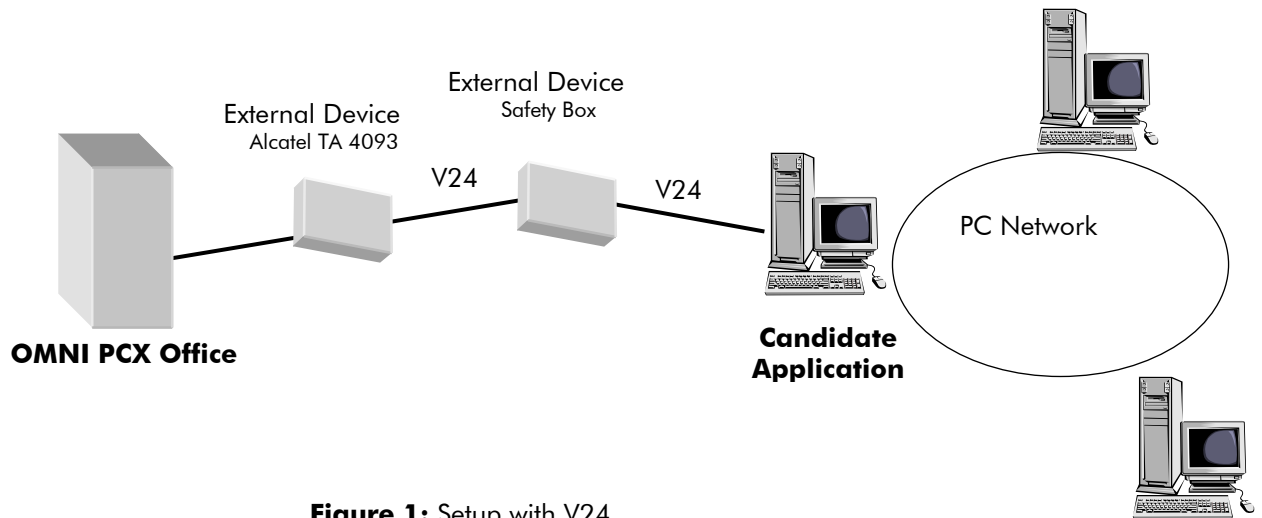 External Device
Safety Box
External Device
Alcatel TA 4093
V24
V24
PC Network
OMNI PCX Office
Candidate
Application
Figure 1: Setup with V24